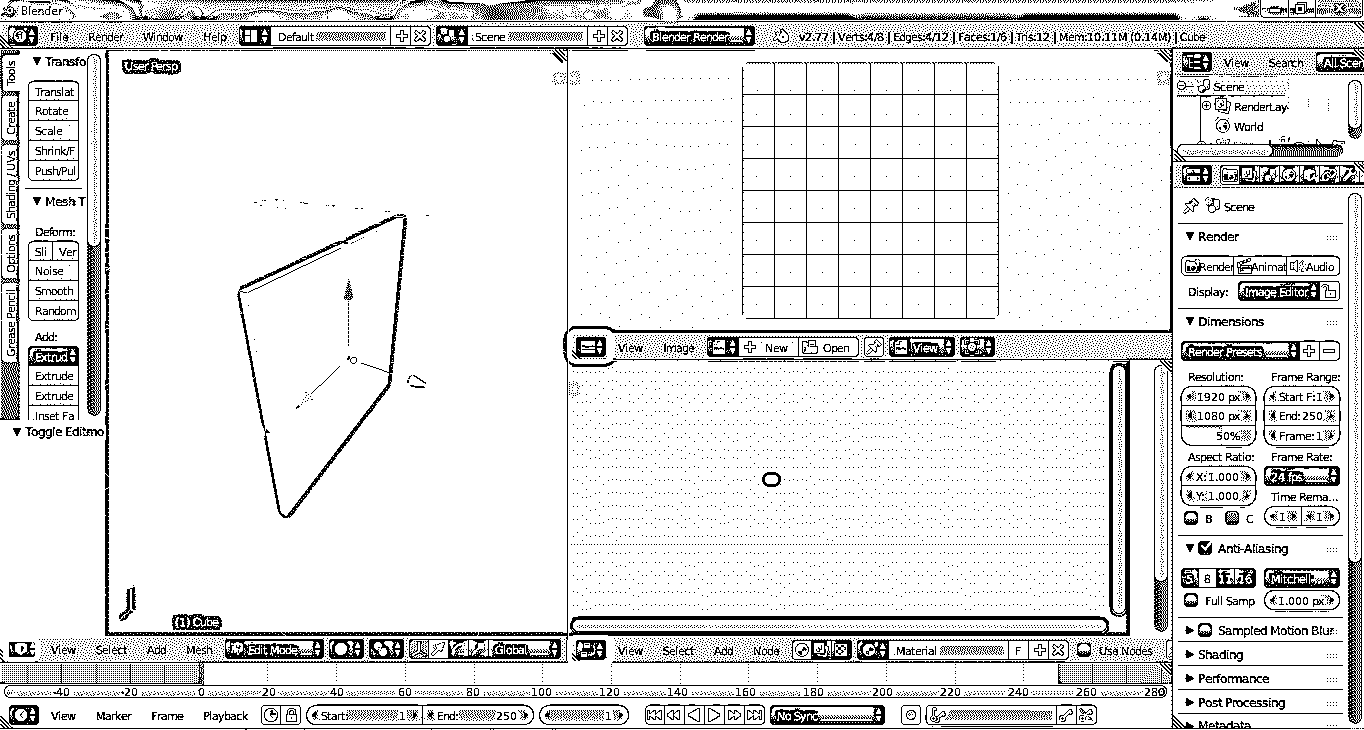 Blender
File Render Window Help Default Scene Blender Render v2.77 | Verts:4/8 | Edges:4/12 | Faces:1/6 | Tris:12 | Mem:10.11M (0.14M) | Cube
Tools
Create
Shading / UVs
Options
Grease Pencil
Transfo
Translat
Rotate
Scale
Shrink/F
Push/Pul
Mesh T
Deform:
Sli Ver
Noise
Smooth
Random
Add:
Extrud
Extrude
Extrude
Inset Fa
Toggle Editmo
User Persp
(1) Cube
View Select Add Mesh Edit Mode Global
View Image New Open View
View Select Add Node Material F Use Nodes
View Search All Scen
Scene
RenderLay
World
Scene
Render
Render Animat Audio
Display: Image Editor
Dimensions
Render Presets
Resolution: Frame Range:
1920 px Start F:1
1080 px End: 250
50% Frame: 1
Aspect Ratio: Frame Rate:
X: 1.000 24 fps
Y: 1.000 Time Rema...
B C 1 1
Anti-Aliasing
5 8 11 16 Mitchell
Full Samp 1.000 px
Sampled Motion Blur
Shading
Performance
Post Processing
Metadata
-40 -20 0 20 40 60 80 100 120 140 160 180 200 220 240 260 280
View Marker Frame Playback Start: 1 End: 250 1 No Sync